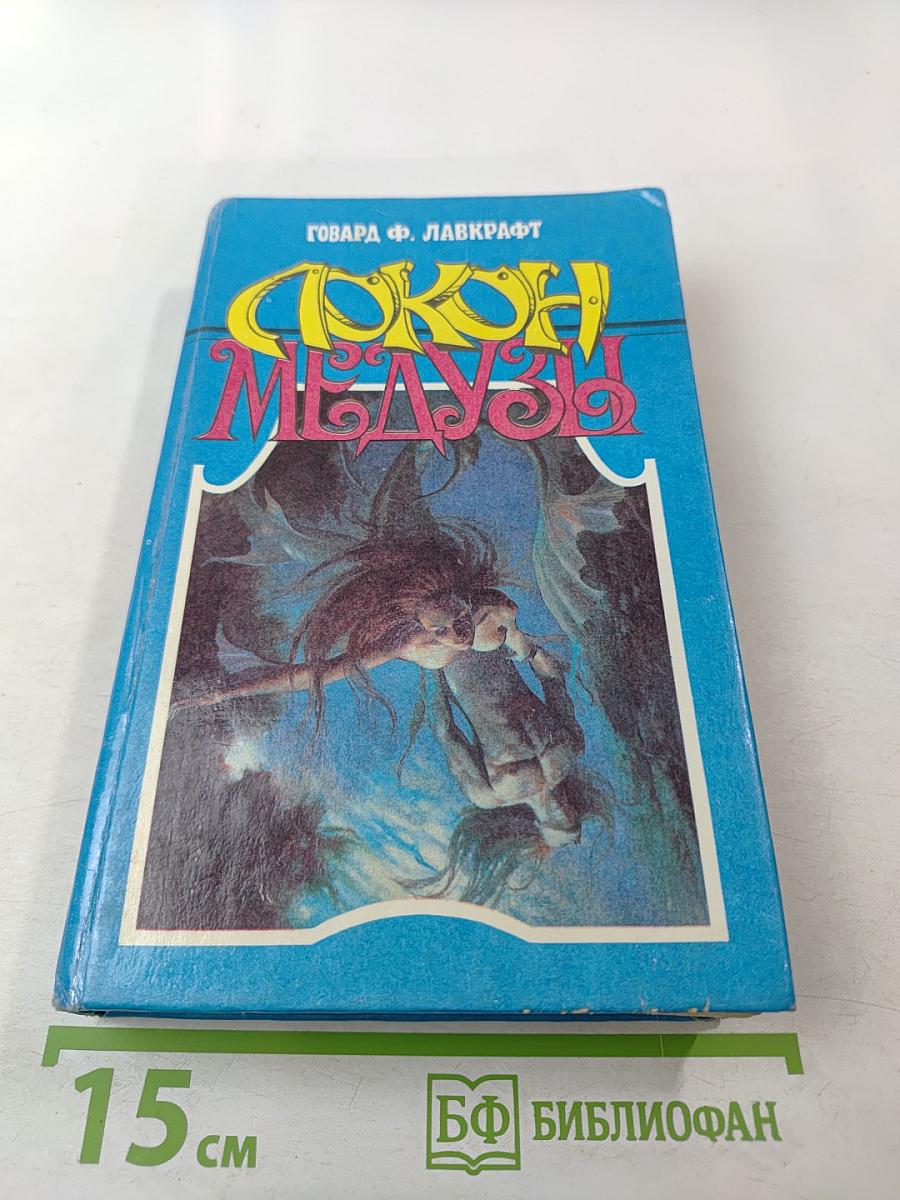 ГОВАРД Ф. ЛАВКРАФТ
ЛОКОН
МЕДУЗЫ
15 см
БФ БИБЛИОФАН